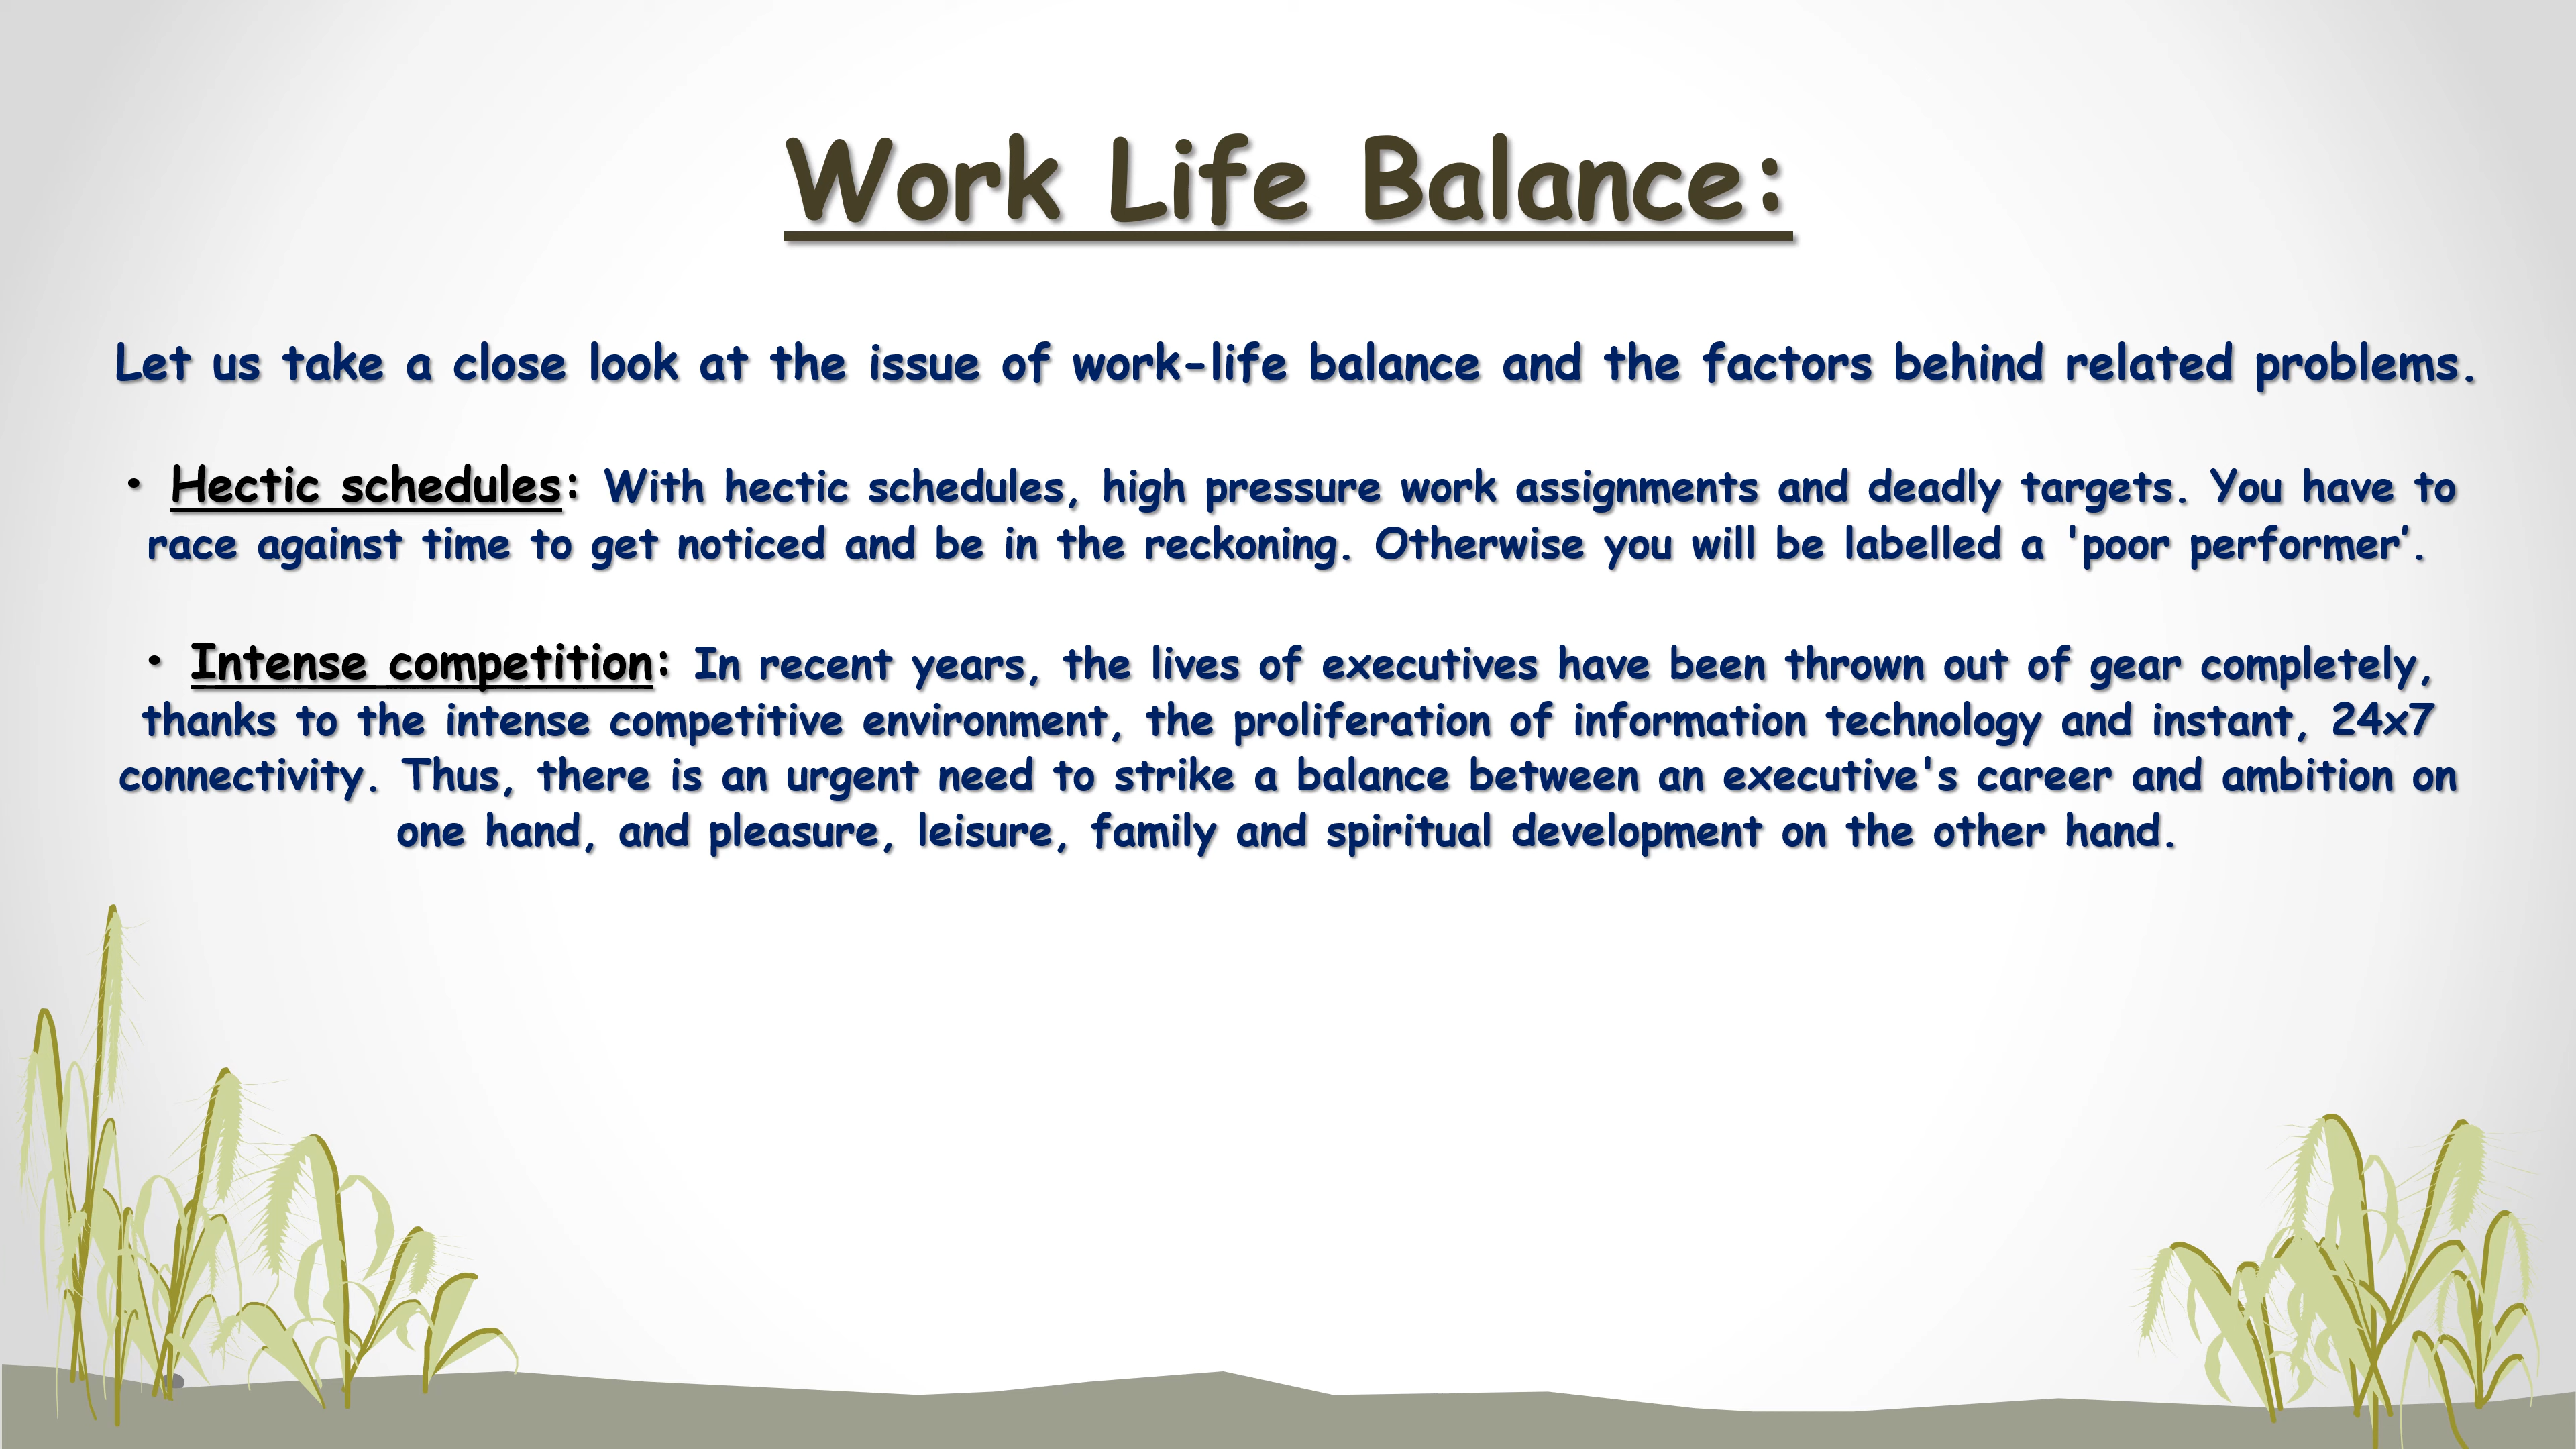 Work Life Balance:
Let us take a close look at the issue of work-life balance and the factors behind related problems.
• Hectic schedules: With hectic schedules, high pressure work assignments and deadly targets. You have to
race against time to get noticed and be in the reckoning. Otherwise you will be labelled a 'poor performer’.
• Intense competition: In recent years, the lives of executives have been thrown out of gear completely,
thanks to the intense competitive environment, the proliferation of information technology and instant, 24x7
connectivity. Thus, there is an urgent need to strike a balance between an executive's career and ambition on
one hand, and pleasure, leisure, family and spiritual development on the other hand.